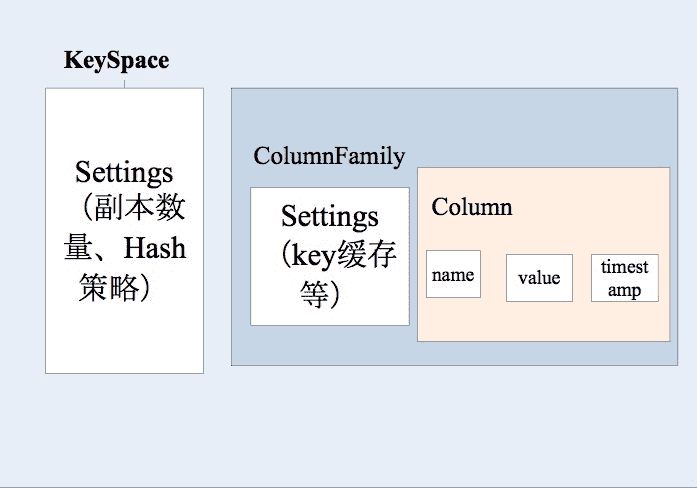 KeySpace
Settings
（副本数
量、Hash
策略）
ColumnFamily
Settings
（key缓存
等）
Column
name
value
timest
amp